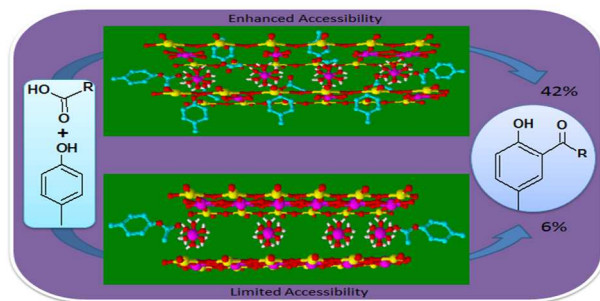 Enhanced Accessibility
HO
R
O
+
OH
42%
OH
O
R
6%
Limited Accessibility